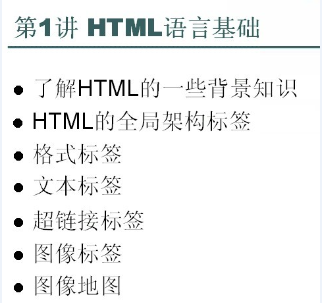 第1讲 HTML语言基础
● 了解HTML的一些背景知识
● HTML的全局架构标签
● 格式标签
● 文本标签
● 超链接标签
● 图像标签
● 图像地图